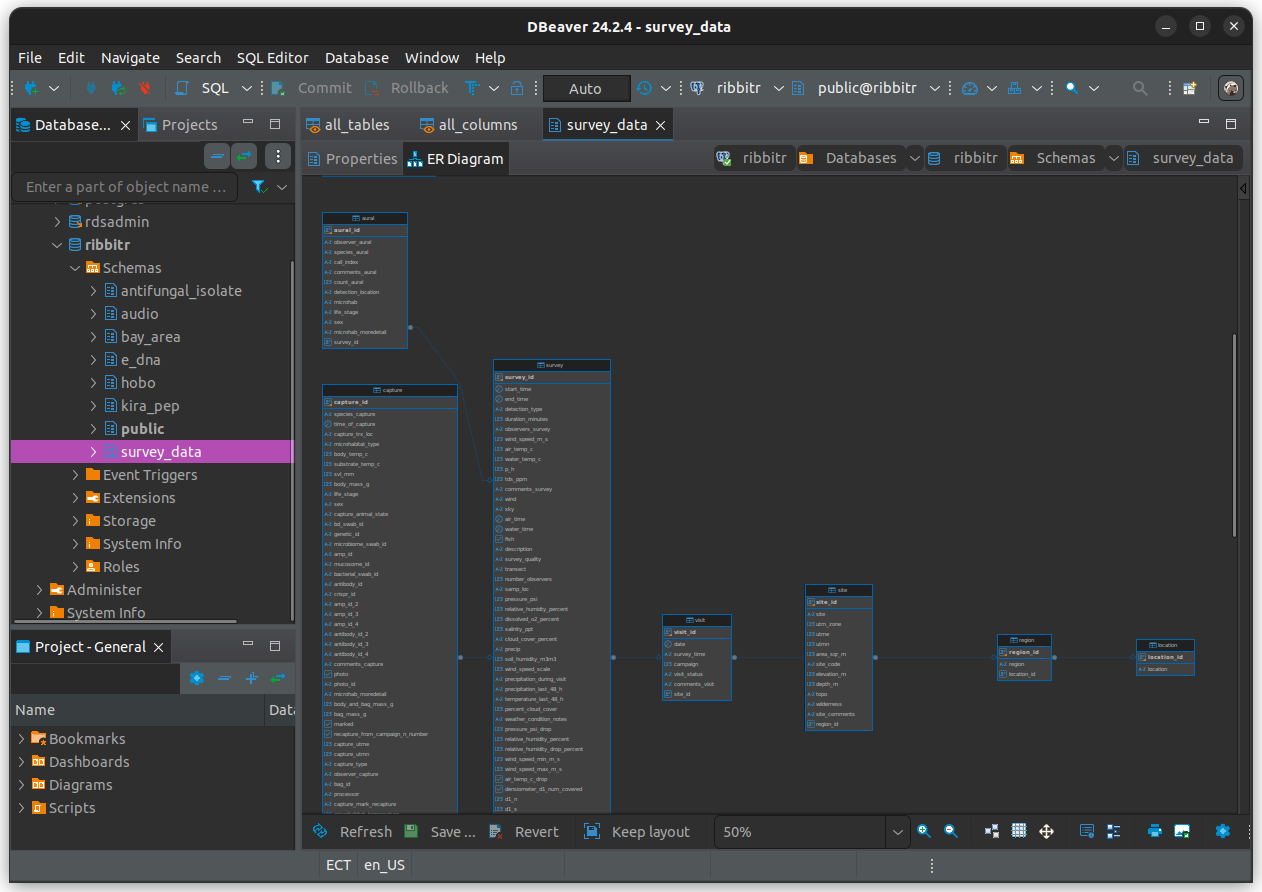 DBeaver 24.2.4 - survey_data
File Edit Navigate Search SQL Editor Database Window Help
SQL Commit Rollback Auto ribbitr public@ribbitr
Database... Projects
all_tables all_columns survey_data
Properties ER Diagram ribbitr Databases ribbitr Schemas survey_data
Enter a part of object name ...
rdsadmin
ribbitr
Schemas
antifungal_isolate
audio
bay_area
e_dna
hobo
kira_pep
public
survey_data
Event Triggers
Extensions
Storage
System Info
Roles
Administer
System Info
Project - General
Name Data
Bookmarks
Dashboards
Diagrams
Scripts
aural
aural_id
observer_aural
species_aural
call_index
comments_aural
count_aural
detection_location
microhab
life_stage
sex
microhab_moredetail
survey_id
capture
capture_id
species_capture
time_of_capture
capture_trx_loc
microhabitat_type
body_temp_c
substrate_temp_c
svl_mm
body_mass_g
life_stage
sex
capture_animal_state
bd_swab_id
genetic_id
microbiome_swab_id
amp_id
mucosome_id
bacterial_swab_id
antibody_id
crispr_id
amp_id_2
amp_id_3
amp_id_4
antibody_id_2
antibody_id_3
antibody_id_4
comments_capture
photo
photo_id
microhab_moredetail
body_and_bag_mass_g
bag_mass_g
marked
recapture_from_campaign_n_number
capture_utme
capture_utmn
capture_type
observer_capture
bag_id
processor
capture_mark_recapture
survey
survey_id
start_time
end_time
detection_type
duration_minutes
observers_survey
wind_speed_m_s
air_temp_c
water_temp_c
p_h
tds_ppm
comments_survey
wind
sky
air_time
water_time
fish
description
survey_quality
transect
number_observers
samp_loc
pressure_psi
relative_humidty_percent
dissolved_o2_percent
salinity_ppt
cloud_cover_percent
precip
soil_humidity_m3m3
wind_speed_scale
precipitation_during_visit
precipitation_last_48_h
temperature_last_48_h
percent_cloud_cover
weather_condition_notes
pressure_psi_drop
relative_humidity_percent
relative_humidity_drop_percent
wind_speed_min_m_s
wind_speed_max_m_s
air_temp_c_drop
densiometer_d1_num_covered
d1_n
d1_s
visit
visit_id
date
survey_time
campaign
visit_status
comments_visit
site_id
site
site_id
site
utm_zone
utme
utmn
area_sqr_m
site_code
elevation_m
depth_m
topo
wilderness
site_comments
region_id
region
region_id
region
location_id
location
location_id
location
Refresh Save ... Revert Keep layout 50%
ECT en_US